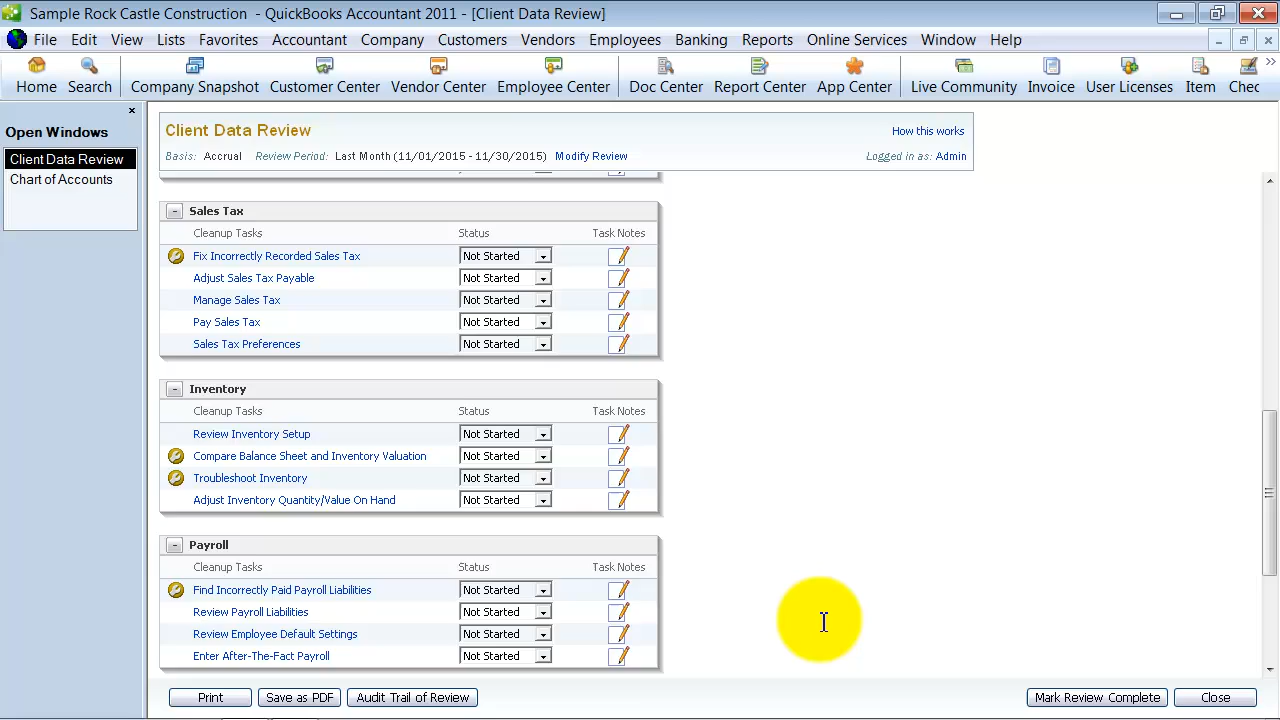 Sample Rock Castle Construction - QuickBooks Accountant 2011 - [Client Data Review]
File Edit View Lists Favorites Accountant Company Customers Vendors Employees Banking Reports Online Services Window Help
Home Search Company Snapshot Customer Center Vendor Center Employee Center Doc Center Report Center App Center Live Community Invoice User Licenses Item Chec
Open Windows
Client Data Review
Chart of Accounts
Client Data Review How this works
Basis: Accrual Review Period: Last Month (11/01/2015 - 11/30/2015) Modify Review Logged in as: Admin
Sales Tax
Cleanup Tasks Status Task Notes
Fix Incorrectly Recorded Sales Tax Not Started
Adjust Sales Tax Payable Not Started
Manage Sales Tax Not Started
Pay Sales Tax Not Started
Sales Tax Preferences Not Started
Inventory
Cleanup Tasks Status Task Notes
Review Inventory Setup Not Started
Compare Balance Sheet and Inventory Valuation Not Started
Troubleshoot Inventory Not Started
Adjust Inventory Quantity/Value On Hand Not Started
Payroll
Cleanup Tasks Status Task Notes
Find Incorrectly Paid Payroll Liabilities Not Started
Review Payroll Liabilities Not Started
Review Employee Default Settings Not Started
Enter After-The-Fact Payroll Not Started
Print Save as PDF Audit Trail of Review Mark Review Complete Close